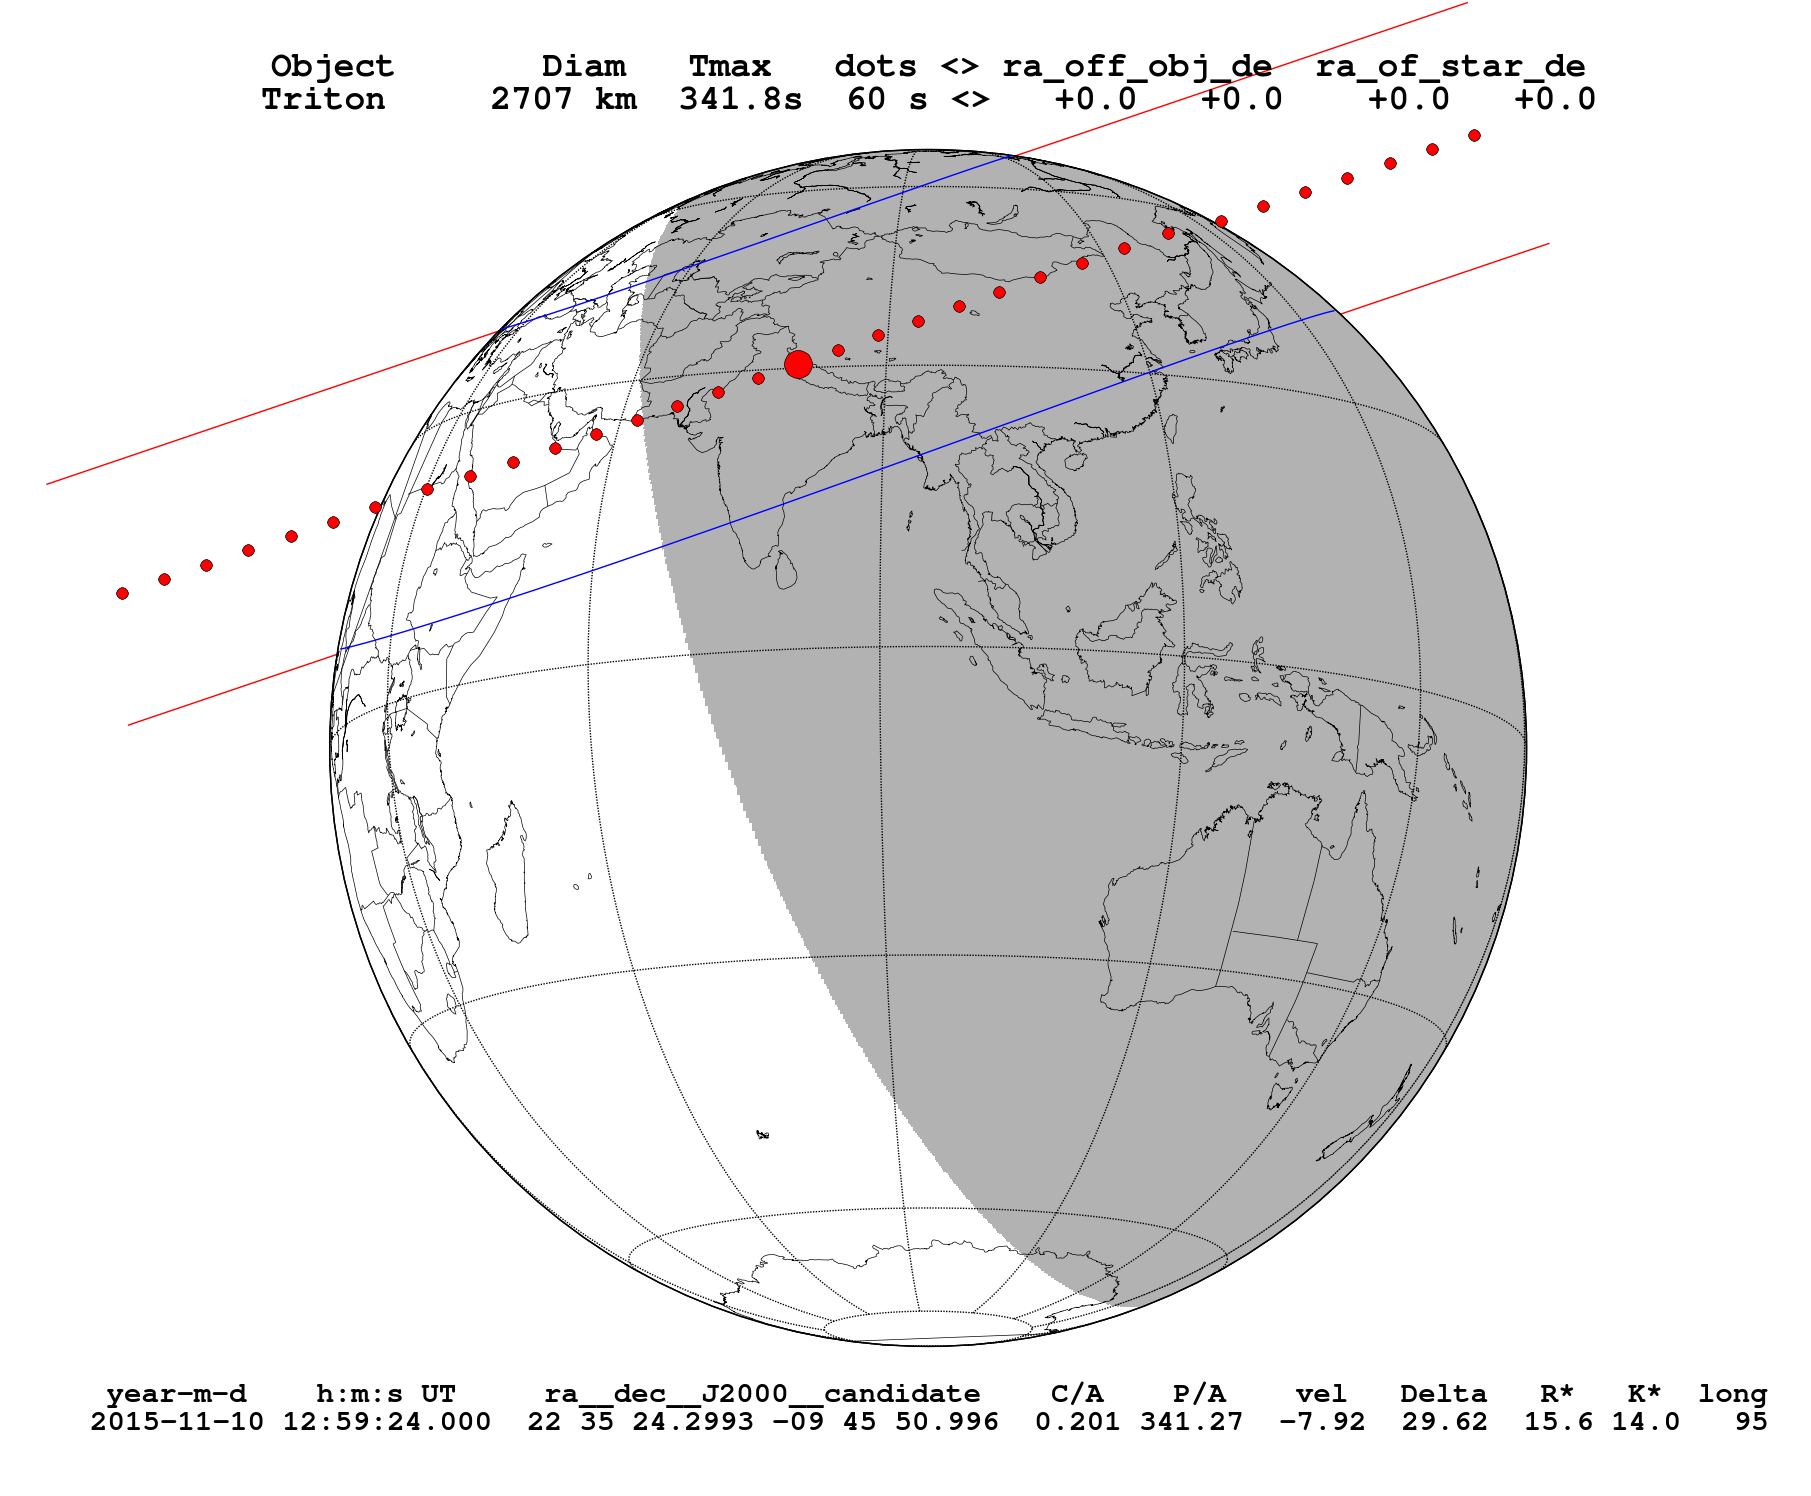 Object Diam Tmax dots <> ra_off_obj_de ra_of_star_de
Triton 2707 km 341.8s 60 s <> +0.0 +0.0 +0.0 +0.0
year-m-d h:m:s UT ra__dec__J2000__candidate C/A P/A vel Delta R* K* long
2015-11-10 12:59:24.000 22 35 24.2993 -09 45 50.996 0.201 341.27 -7.92 29.62 15.6 14.0 95